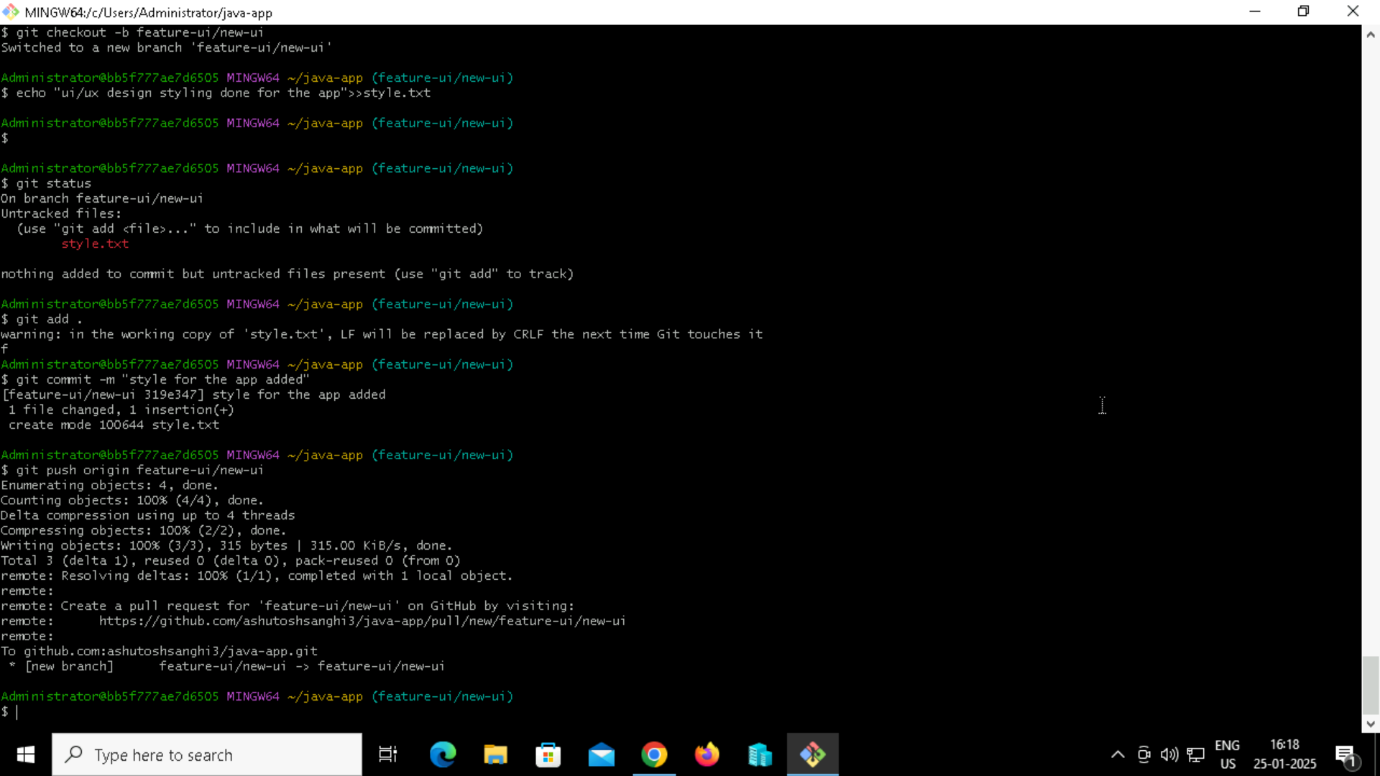 MINGW64:/c/Users/Administrator/java-app
$ git checkout -b feature-ui/new-ui
Switched to a new branch 'feature-ui/new-ui'
Administrator@bb5f777ae7d6505 MINGW64 ~/java-app (feature-ui/new-ui)
$ echo "ui/ux design styling done for the app">>style.txt
Administrator@bb5f777ae7d6505 MINGW64 ~/java-app (feature-ui/new-ui)
$
Administrator@bb5f777ae7d6505 MINGW64 ~/java-app (feature-ui/new-ui)
$ git status
On branch feature-ui/new-ui
Untracked files:
  (use "git add <file>..." to include in what will be committed)
        style.txt
nothing added to commit but untracked files present (use "git add" to track)
Administrator@bb5f777ae7d6505 MINGW64 ~/java-app (feature-ui/new-ui)
$ git add .
warning: in the working copy of 'style.txt', LF will be replaced by CRLF the next time Git touches it
f
Administrator@bb5f777ae7d6505 MINGW64 ~/java-app (feature-ui/new-ui)
$ git commit -m "style for the app added"
[feature-ui/new-ui 319e347] style for the app added
 1 file changed, 1 insertion(+)
 create mode 100644 style.txt
Administrator@bb5f777ae7d6505 MINGW64 ~/java-app (feature-ui/new-ui)
$ git push origin feature-ui/new-ui
Enumerating objects: 4, done.
Counting objects: 100% (4/4), done.
Delta compression using up to 4 threads
Compressing objects: 100% (2/2), done.
Writing objects: 100% (3/3), 315 bytes | 315.00 KiB/s, done.
Total 3 (delta 1), reused 0 (delta 0), pack-reused 0 (from 0)
remote: Resolving deltas: 100% (1/1), completed with 1 local object.
remote:
remote: Create a pull request for 'feature-ui/new-ui' on GitHub by visiting:
remote:      https://github.com/ashutoshsanghi3/java-app/pull/new/feature-ui/new-ui
remote:
To github.com:ashutoshsanghi3/java-app.git
 * [new branch]      feature-ui/new-ui -> feature-ui/new-ui
Administrator@bb5f777ae7d6505 MINGW64 ~/java-app (feature-ui/new-ui)
$
Type here to search
ENG
US
16:18
25-01-2025
1